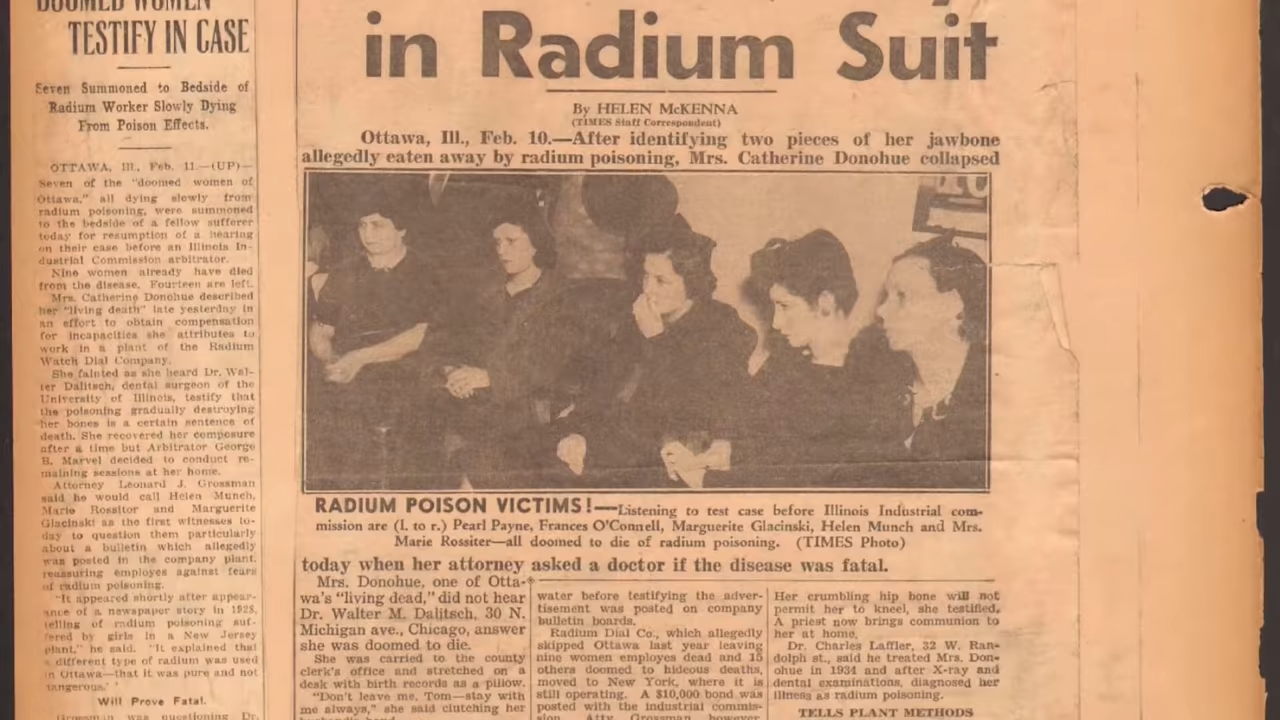 DOOMED WOMEN
TESTIFY IN CASE
Seven Summoned to Bedside of
Radium Worker Slowly Dying
From Poison Effects.
OTTAWA, Ill., Feb. 11.—(UP)—
Seven of the "doomed women of
Ottawa," all dying slowly from
radium poisoning, were summoned
to the bedside of a fellow sufferer
today for resumption of a hearing
on their case before an Illinois In-
dustrial Commission arbitrator.
Nine women already have died
from the disease. Fourteen are left.
Mrs. Catherine Donohue described
her "living death" late yesterday in
an effort to obtain compensation
for incapacities she attributes to
work in a plant of the Radium
Watch Dial Company.
She fainted as she heard Dr. Wal-
ter Dalitsch, dental surgeon of the
University of Illinois, testify that
the poisoning gradually destroying
her bones is a certain sentence of
death. She recovered her composure
after a time but Arbitrator George
B. Marvel decided to conduct re-
maining sessions at her home.
Attorney Leonard J. Grossman
said he would call Helen Munch,
Marie Rossitor and Marguerite
Glacinski as the first witnesses to-
day to question them particularly
about a bulletin which allegedly
was posted in the company plant,
reassuring employes against fears
of radium poisoning.
"It appeared shortly after appear-
ance of a newspaper story in 1928,
telling of radium poisoning suf-
fered by girls in a New Jersey
plant," he said. "It explained that
a different type of radium was used
in Ottawa—that it was pure and not
dangerous."
Will Prove Fatal.
Grossman was questioning Dr.
in Radium Suit
By HELEN McKENNA
(TIMES Staff Correspondent)
Ottawa, Ill., Feb. 10.—After identifying two pieces of her jawbone
allegedly eaten away by radium poisoning, Mrs. Catherine Donohue collapsed
RADIUM POISON VICTIMS!—Listening to test case before Illinois Industrial com-
mission are (l. to r.) Pearl Payne, Frances O'Connell, Marguerite Glacinski, Helen Munch and Mrs.
Marie Rossiter—all doomed to die of radium poisoning. (TIMES Photo)
today when her attorney asked a doctor if the disease was fatal.
Mrs. Donohue, one of Otta-
wa's "living dead," did not hear
Dr. Walter M. Dalitsch, 30 N.
Michigan ave., Chicago, answer
she was doomed to die.
She was carried to the county
clerk's office and stretched on a
desk with birth records as a pillow.
"Don't leave me, Tom—stay with
me always," she said clutching her
husband's hand.
water before testifying the adver-
tisement was posted on company
bulletin boards.
Radium Dial Co., which allegedly
skipped Ottawa last year leaving
nine women employes dead and 15
others doomed to hideous deaths,
moved to New York, where it is
still operating. A $10,000 bond was
posted with the industrial commis-
sion. Atty. Grossman, however,
Her crumbling hip bone will not
permit her to kneel, she testified.
A priest now brings communion to
her at home.
Dr. Charles Laffler, 32 W. Ran-
dolph st., said he treated Mrs. Don-
ohue in 1934 and after X-ray and
dental examinations, diagnosed her
illness as radium poisoning.
TELLS PLANT METHODS